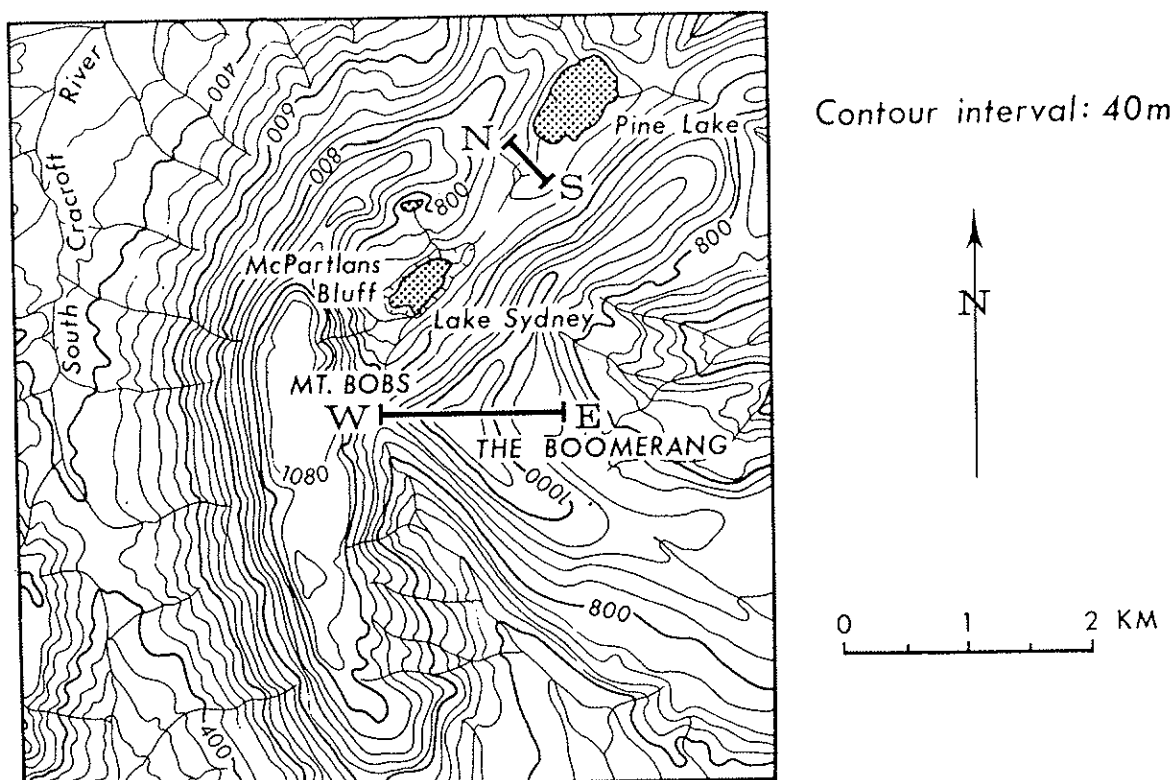 River
South Cracroft
400
600
800
N
Pine Lake
S
800
800
McPartlans
Bluff
Lake Sydney
MT. BOBS
W
E
THE BOOMERANG
1080
1000
800
400
Contour interval: 40m
N
0 1 2 KM